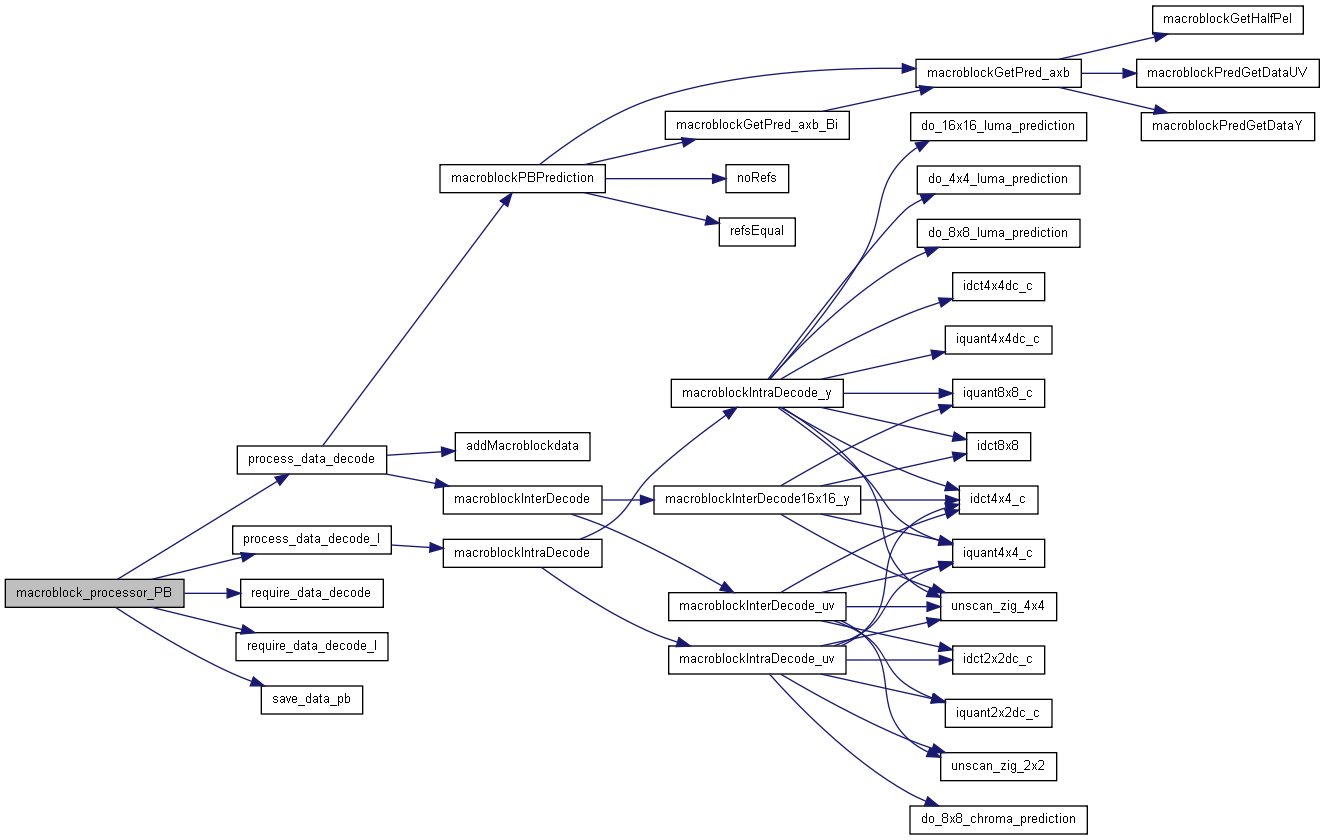 macroblockGetHalfPel
macroblockGetPred_axb
macroblockPredGetDataUV
macroblockGetPred_axb_Bi
do_16x16_luma_prediction
macroblockPredGetDataY
macroblockPBPrediction
noRefs
do_4x4_luma_prediction
refsEqual
do_8x8_luma_prediction
idct4x4dc_c
iquant4x4dc_c
macroblockIntraDecode_y
iquant8x8_c
process_data_decode
addMacroblockdata
idct8x8
macroblockInterDecode
macroblockInterDecode16x16_y
idct4x4_c
process_data_decode_I
macroblockIntraDecode
iquant4x4_c
macroblock_processor_PB
require_data_decode
macroblockInterDecode_uv
unscan_zig_4x4
require_data_decode_I
macroblockIntraDecode_uv
idct2x2dc_c
save_data_pb
iquant2x2dc_c
unscan_zig_2x2
do_8x8_chroma_prediction